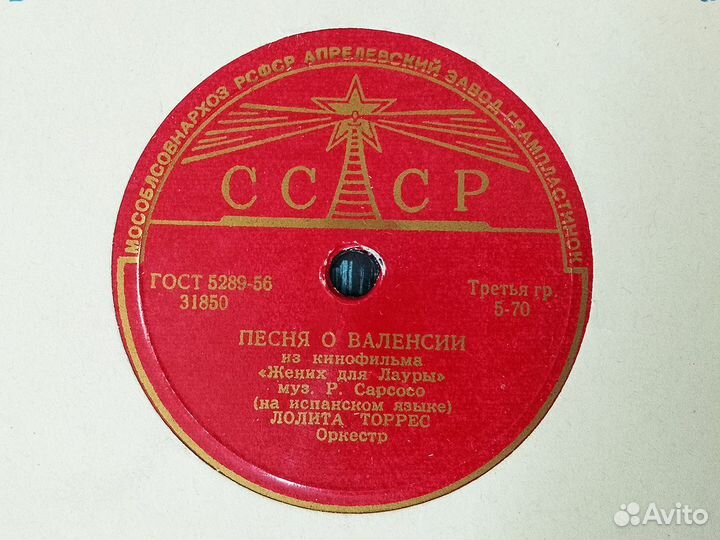 МОСОБЛСОВНАРХОЗ РСФСР АПРЕЛЕВСКИЙ ЗАВОД ГРАМПЛАСТИНОК
СССР
ГОСТ 5289-56
31850
Третья гр.
5-70
ПЕСНЯ О ВАЛЕНСИИ
из кинофильма
«Жених для Лауры»
муз. Р. Сарсосо
(на испанском языке)
ЛОЛИТА ТОРРЕС
Оркестр
Avito